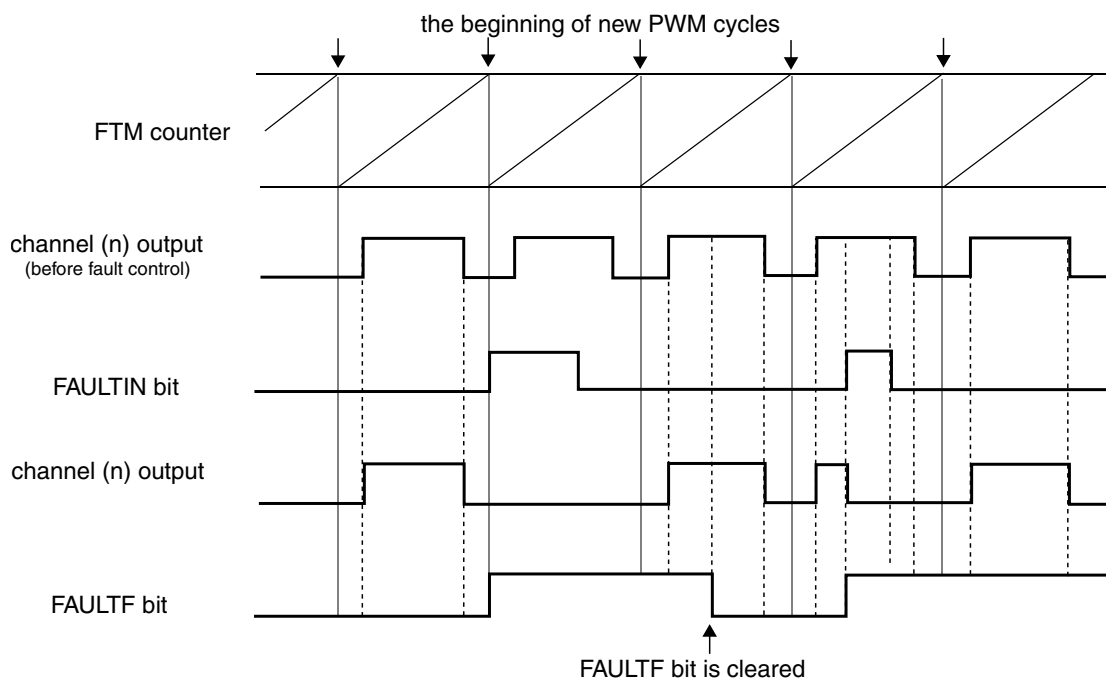 the beginning of new PWM cycles
FTM counter
channel (n) output
(before fault control)
FAULTIN bit
channel (n) output
FAULTF bit
FAULTF bit is cleared